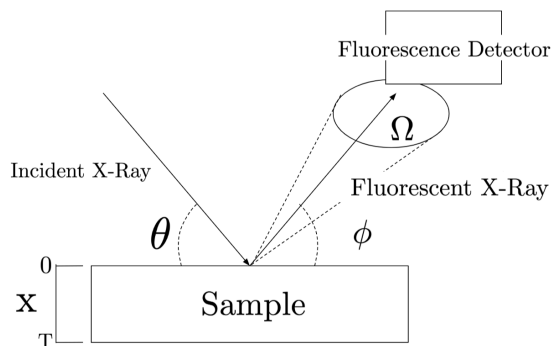 Fluorescence Detector
Ω
Incident X-Ray
Fluorescent X-Ray
θ
ϕ
0
x
Sample
T